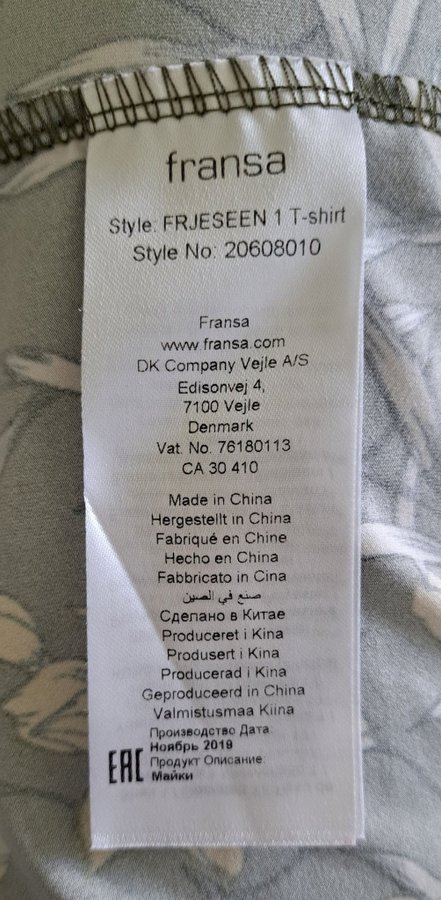 fransa
Style: FRJESEEN 1 T-shirt
Style No: 20608010
Fransa
www.fransa.com
DK Company Vejle A/S
Edisonvej 4,
7100 Vejle
Denmark
Vat. No. 76180113
CA 30 410
Made in China
Hergestellt in China
Fabriqué en Chine
Hecho en China
Fabbricato in Cina
صنع في الصين
Сделано в Китае
Produceret i Kina
Produsert i Kina
Producerad i Kina
Geproduceerd in China
Valmistusmaa Kiina
Производство Дата
Ноябрь 2019
EAC Продукт Описание
Майки